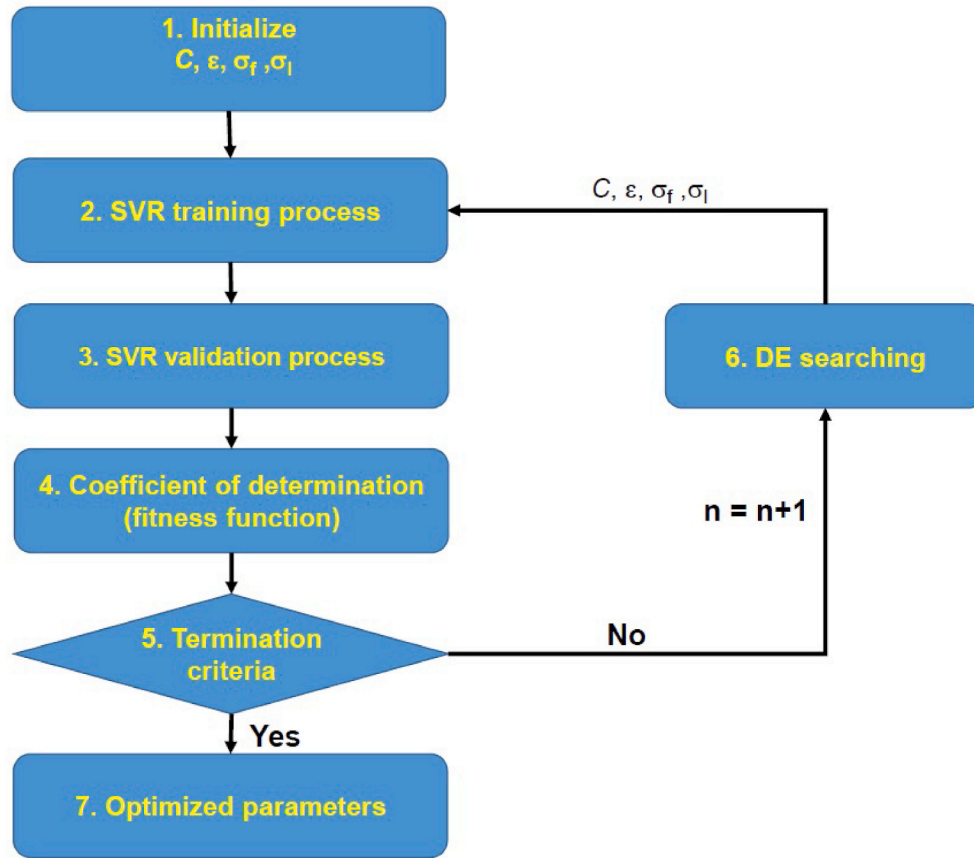 1. Initialize
C, ε, σf ,σl
2. SVR training process
C, ε, σf ,σl
3. SVR validation process
6. DE searching
4. Coefficient of determination
(fitness function)
n = n+1
5. Termination
criteria
No
Yes
7. Optimized parameters